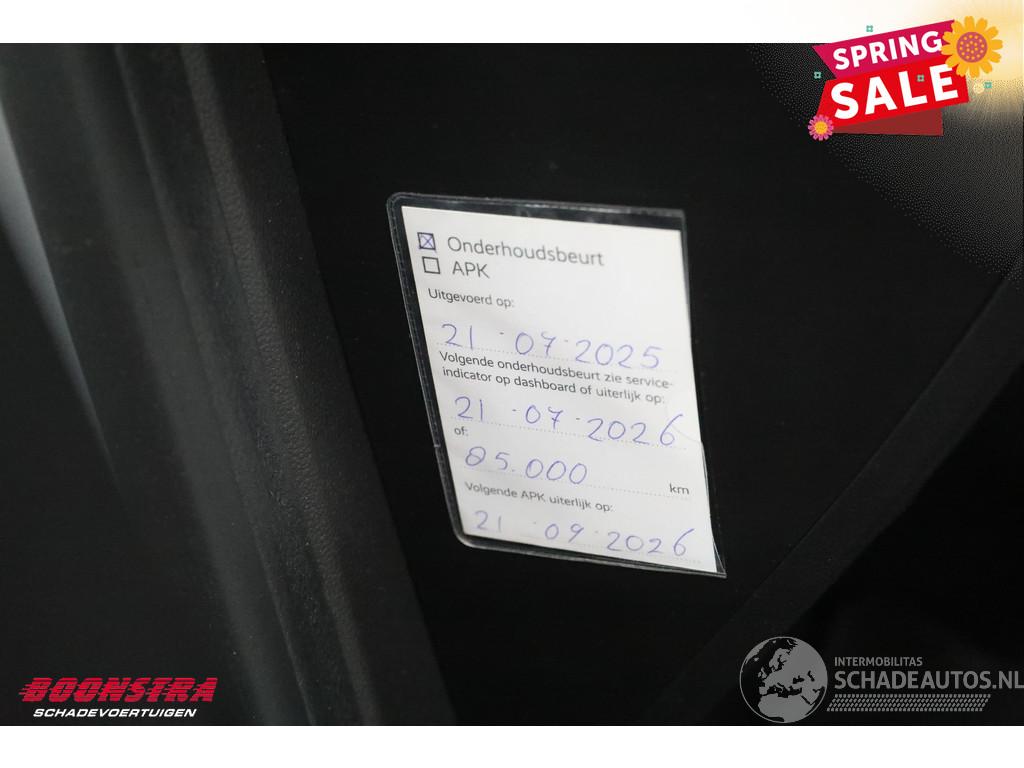 SPRING
SALE
Onderhoudsbeurt
APK
Uitgevoerd op:
21 - 07 - 2025
Volgende onderhoudsbeurt zie service-
indicator op dashboard of uiterlijk op:
21 - 07 - 2026
of:
85.000 km
Volgende APK uiterlijk op:
21 - 09 - 2026
BOONSTRA
SCHADEVOERTUIGEN
INTERMOBILITAS
SCHADEAUTOS.NL